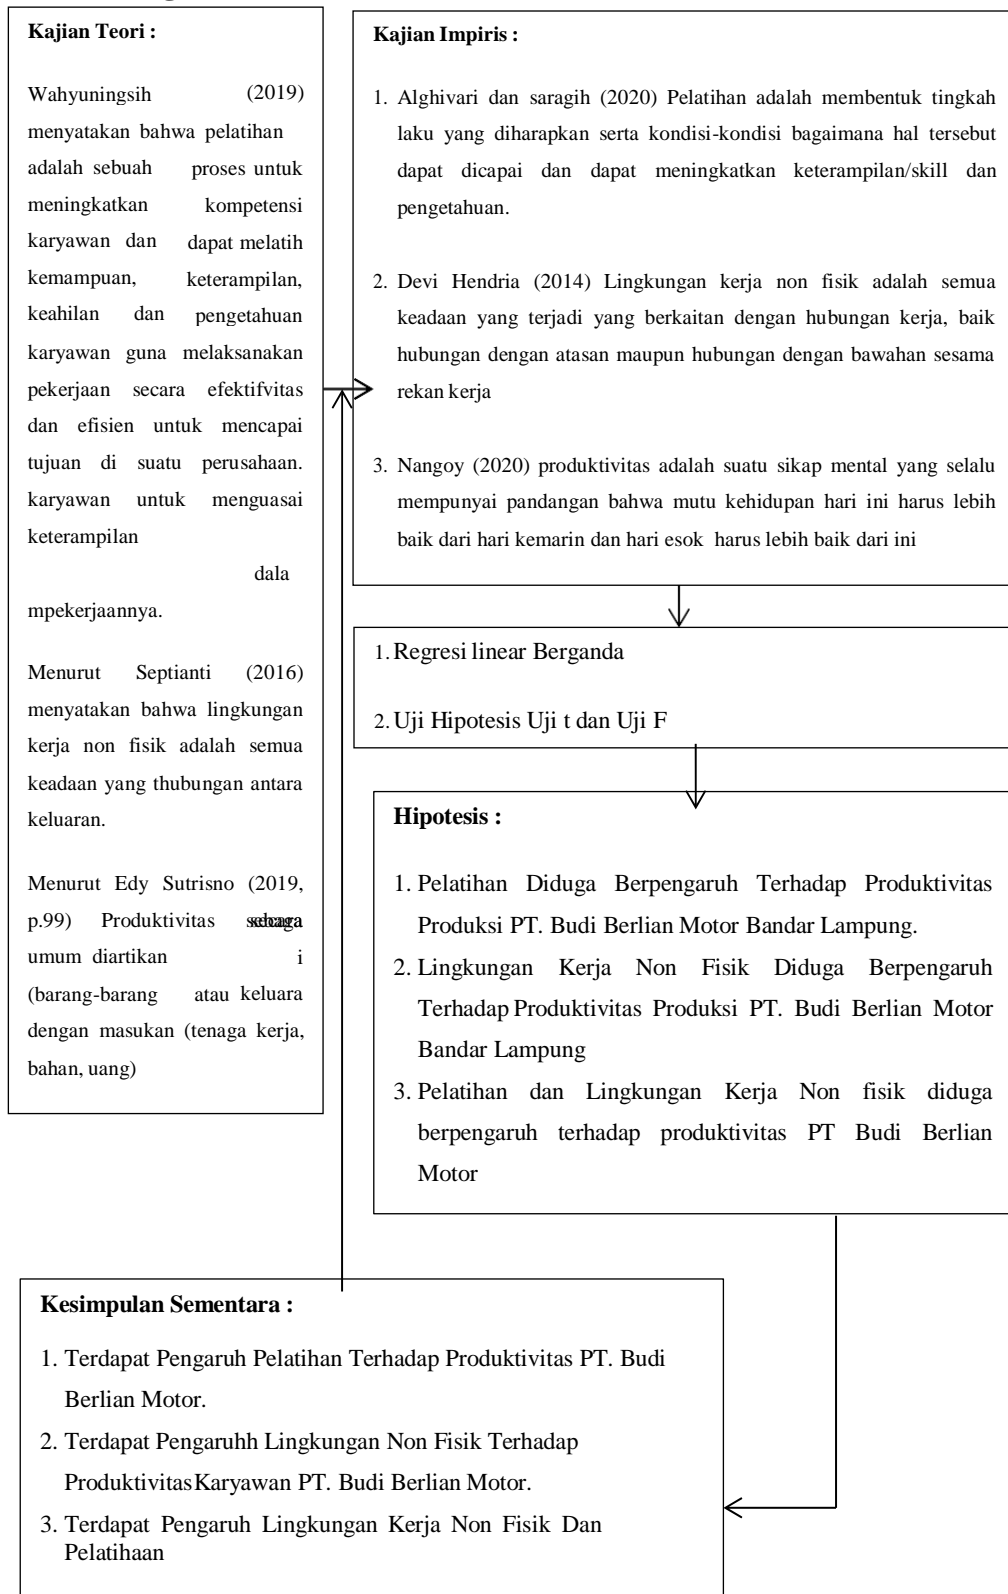 Kajian Teori :
Wahyuningsih (2019)
menyatakan bahwa pelatihan
adalah sebuah proses untuk
meningkatkan kompetensi
karyawan dan dapat melatih
kemampuan, keterampilan,
keahilan dan pengetahuan
karyawan guna melaksanakan
pekerjaan secara efektifvitas
dan efisien untuk mencapai
tujuan di suatu perusahaan.
karyawan untuk menguasai
keterampilan
dala
mpekerjaannya.
Menurut Septianti (2016)
menyatakan bahwa lingkungan
kerja non fisik adalah semua
keadaan yang thubungan antara
keluaran.
Menurut Edy Sutrisno (2019,
p.99) Produktivitas
umum diartikan i
(barang-barang atau keluara
dengan masukan (tenaga kerja,
bahan, uang)
Kajian Impiris :
1. Alghivari dan saragih (2020) Pelatihan adalah membentuk tingkah
laku yang diharapkan serta kondisi-kondisi bagaimana hal tersebut
dapat dicapai dan dapat meningkatkan keterampilan/skill dan
pengetahuan.
2. Devi Hendria (2014) Lingkungan kerja non fisik adalah semua
keadaan yang terjadi yang berkaitan dengan hubungan kerja, baik
hubungan dengan atasan maupun hubungan dengan bawahan sesama
rekan kerja
3. Nangoy (2020) produktivitas adalah suatu sikap mental yang selalu
mempunyai pandangan bahwa mutu kehidupan hari ini harus lebih
baik dari hari kemarin dan hari esok harus lebih baik dari ini
1. Regresi linear Berganda
2. Uji Hipotesis Uji t dan Uji F
Hipotesis :
1. Pelatihan Diduga Berpengaruh Terhadap Produktivitas
Produksi PT. Budi Berlian Motor Bandar Lampung.
2. Lingkungan Kerja Non Fisik Diduga Berpengaruh
Terhadap Produktivitas Produksi PT. Budi Berlian Motor
Bandar Lampung
3. Pelatihan dan Lingkungan Kerja Non fisik diduga
berpengaruh terhadap produktivitas PT Budi Berlian
Motor
Kesimpulan Sementara :
1. Terdapat Pengaruh Pelatihan Terhadap Produktivitas PT. Budi
Berlian Motor.
2. Terdapat Pengaruhh Lingkungan Non Fisik Terhadap
ProduktivitasKaryawan PT. Budi Berlian Motor.
3. Terdapat Pengaruh Lingkungan Kerja Non Fisik Dan
Pelatihaan